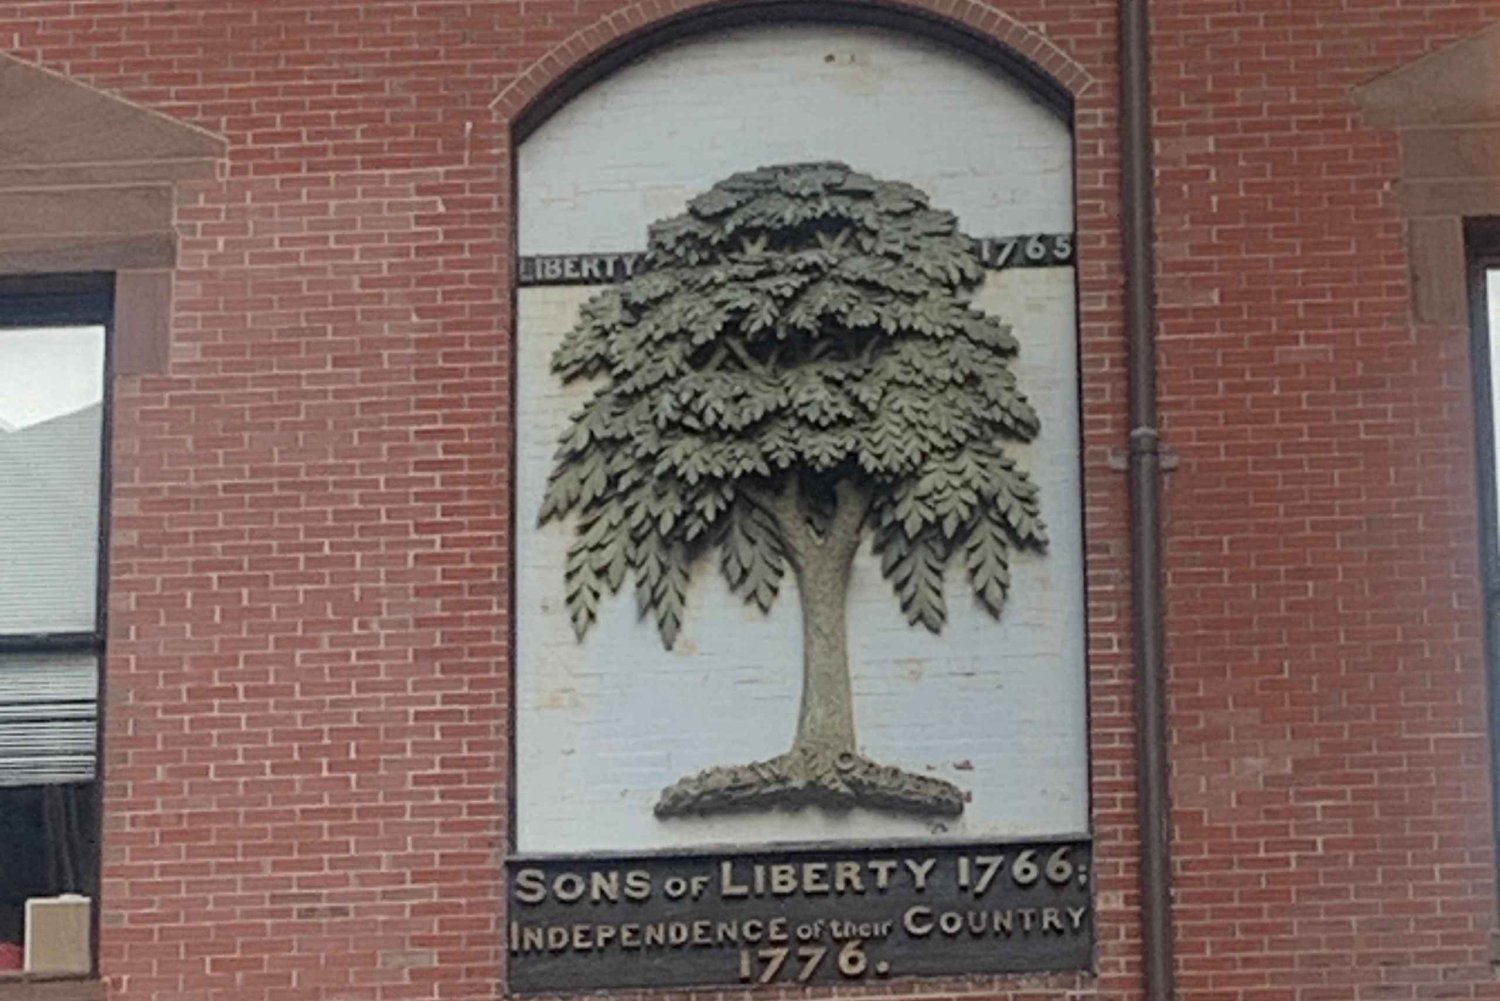 LIBERTY 1765
SONS OF LIBERTY 1766;
INDEPENDENCE of their COUNTRY
1776.